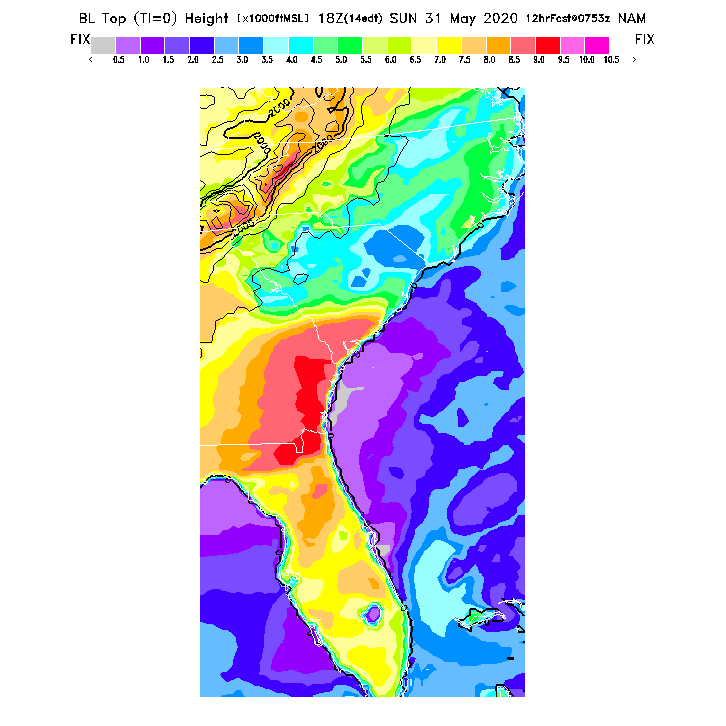 BL Top (TI=0) Height [x1000ftMSL] 18Z(14edt) SUN 31 May 2020 12hrFcst@0753z NAM
FIX FIX
< 0.5 1.0 1.5 2.0 2.5 3.0 3.5 4.0 4.5 5.0 5.5 6.0 6.5 7.0 7.5 8.0 8.5 9.0 9.5 10.0 10.5 >
2000
2000
2000